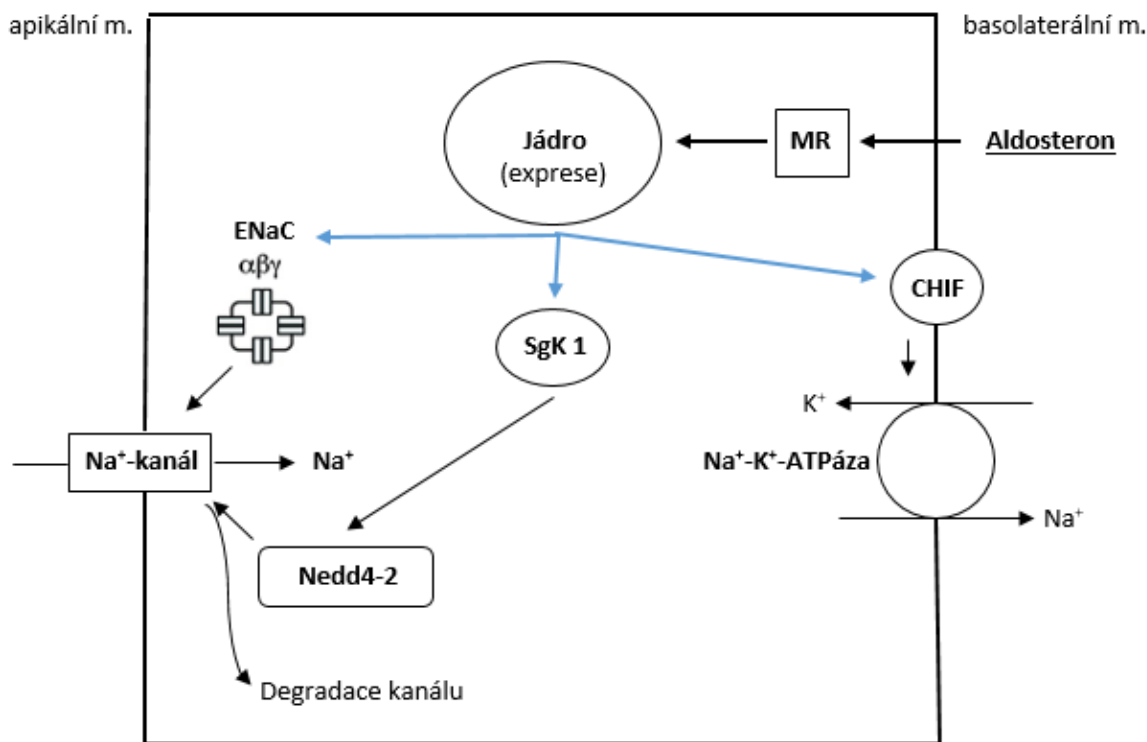 apikální m.
basolaterální m.
Jádro
(exprese)
MR
Aldosteron
ENaC
αβγ
CHIF
SgK 1
K⁺
Na⁺-kanál
Na⁺
Na⁺-K⁺-ATPáza
Na⁺
Nedd4-2
Degradace kanálu